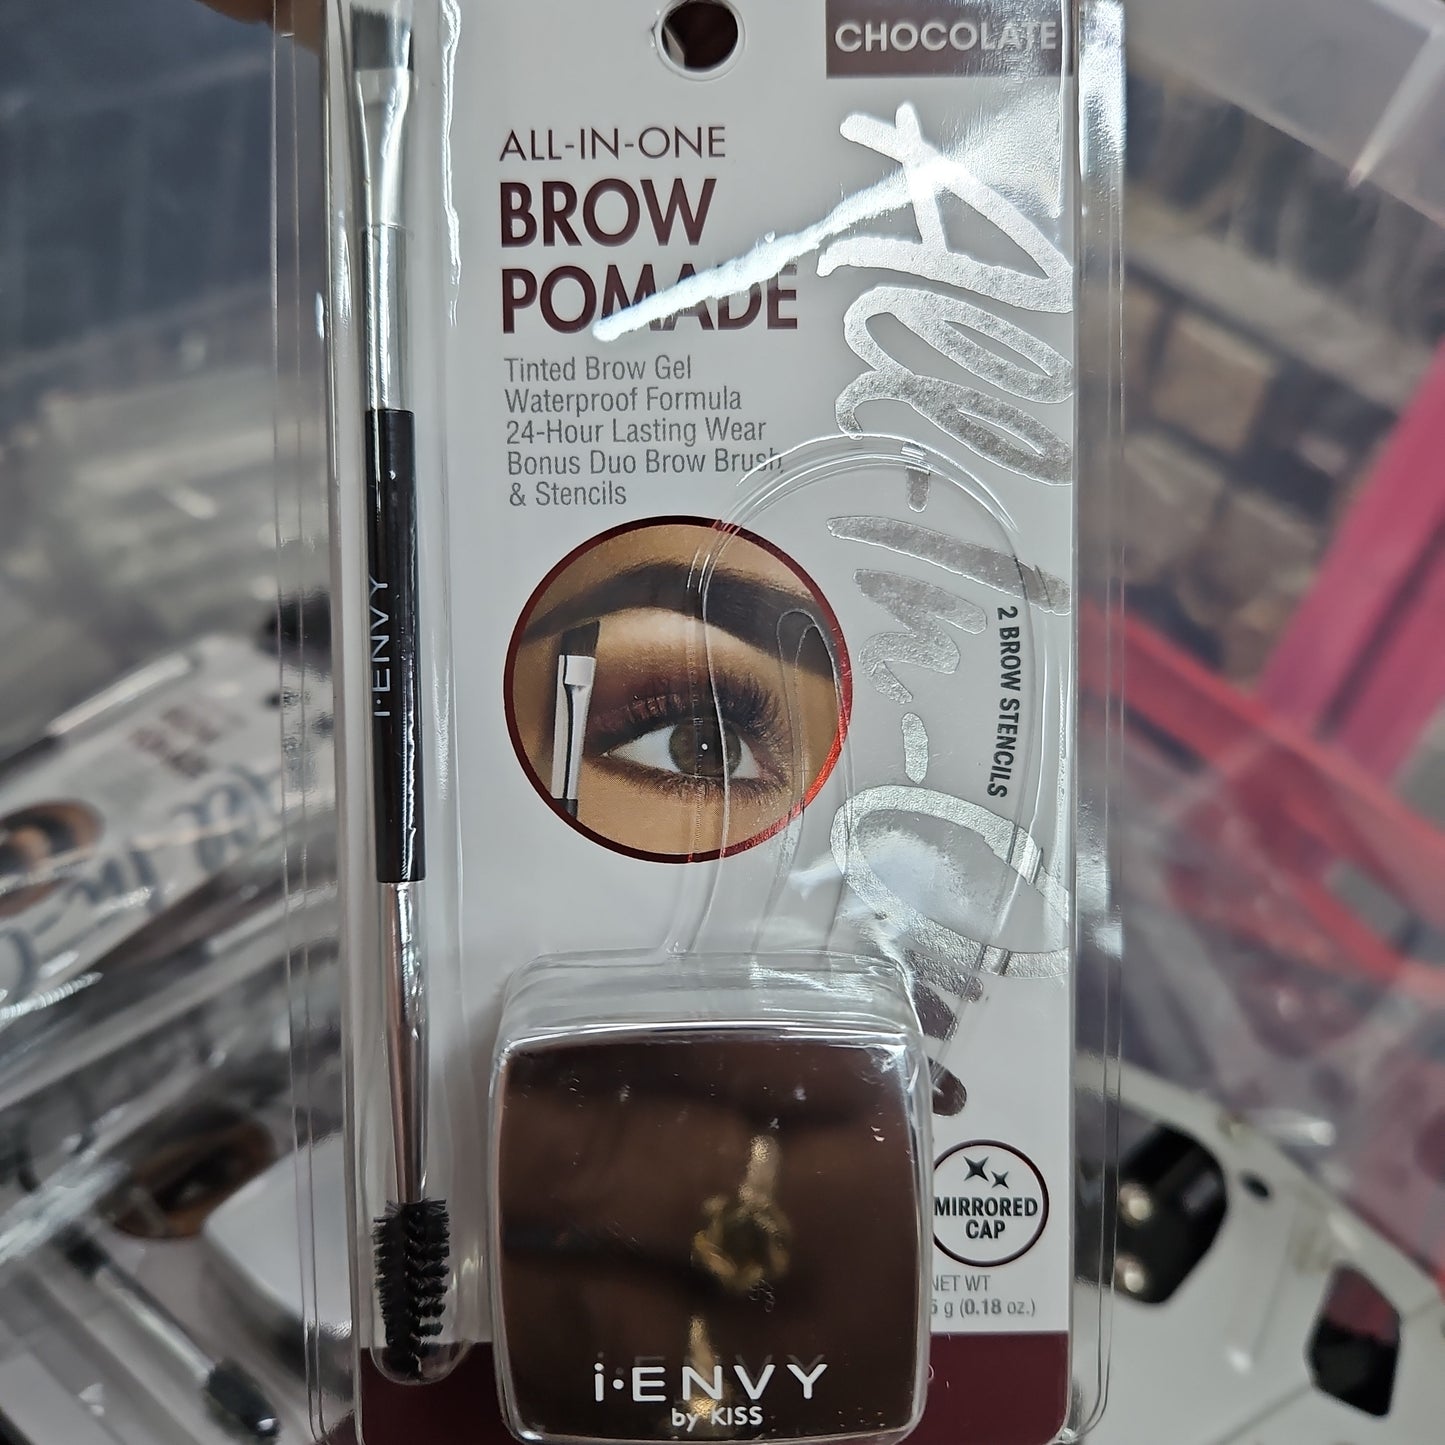 CHOCOLATE
ALL-IN-ONE
BROW
POMADE
Tinted Brow Gel
Waterproof Formula
24-Hour Lasting Wear
Bonus Duo Brow Brush
& Stencils
All-In-One
2 BROW STENCILS
i·ENVY
MIRRORED
CAP
NET WT
5 g (0.18 oz.)
i·ENVY
by KISS